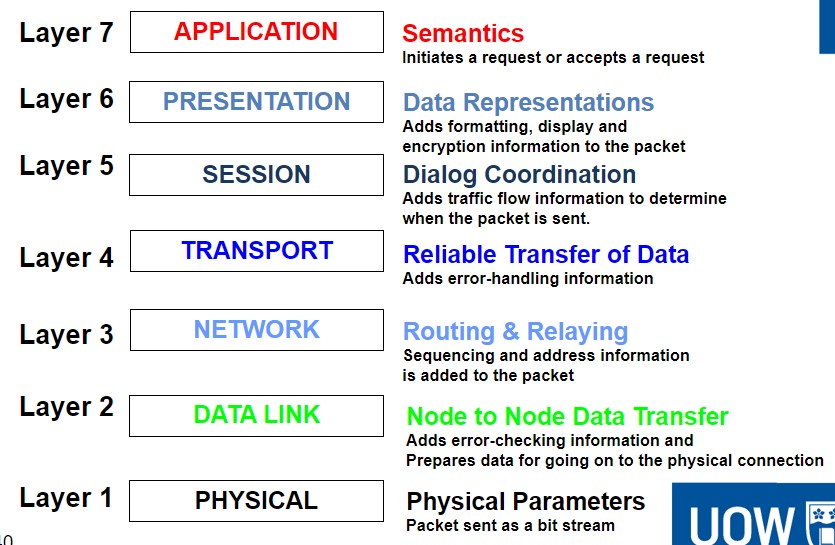 Layer 7 APPLICATION Semantics
Initiates a request or accepts a request
Layer 6 PRESENTATION Data Representations
Adds formatting, display and
encryption information to the packet
Layer 5 SESSION Dialog Coordination
Adds traffic flow information to determine
when the packet is sent.
Layer 4 TRANSPORT Reliable Transfer of Data
Adds error-handling information
Layer 3 NETWORK Routing & Relaying
Sequencing and address information
is added to the packet
Layer 2 DATA LINK Node to Node Data Transfer
Adds error-checking information and
Prepares data for going on to the physical connection
Layer 1 PHYSICAL Physical Parameters
Packet sent as a bit stream
UOW